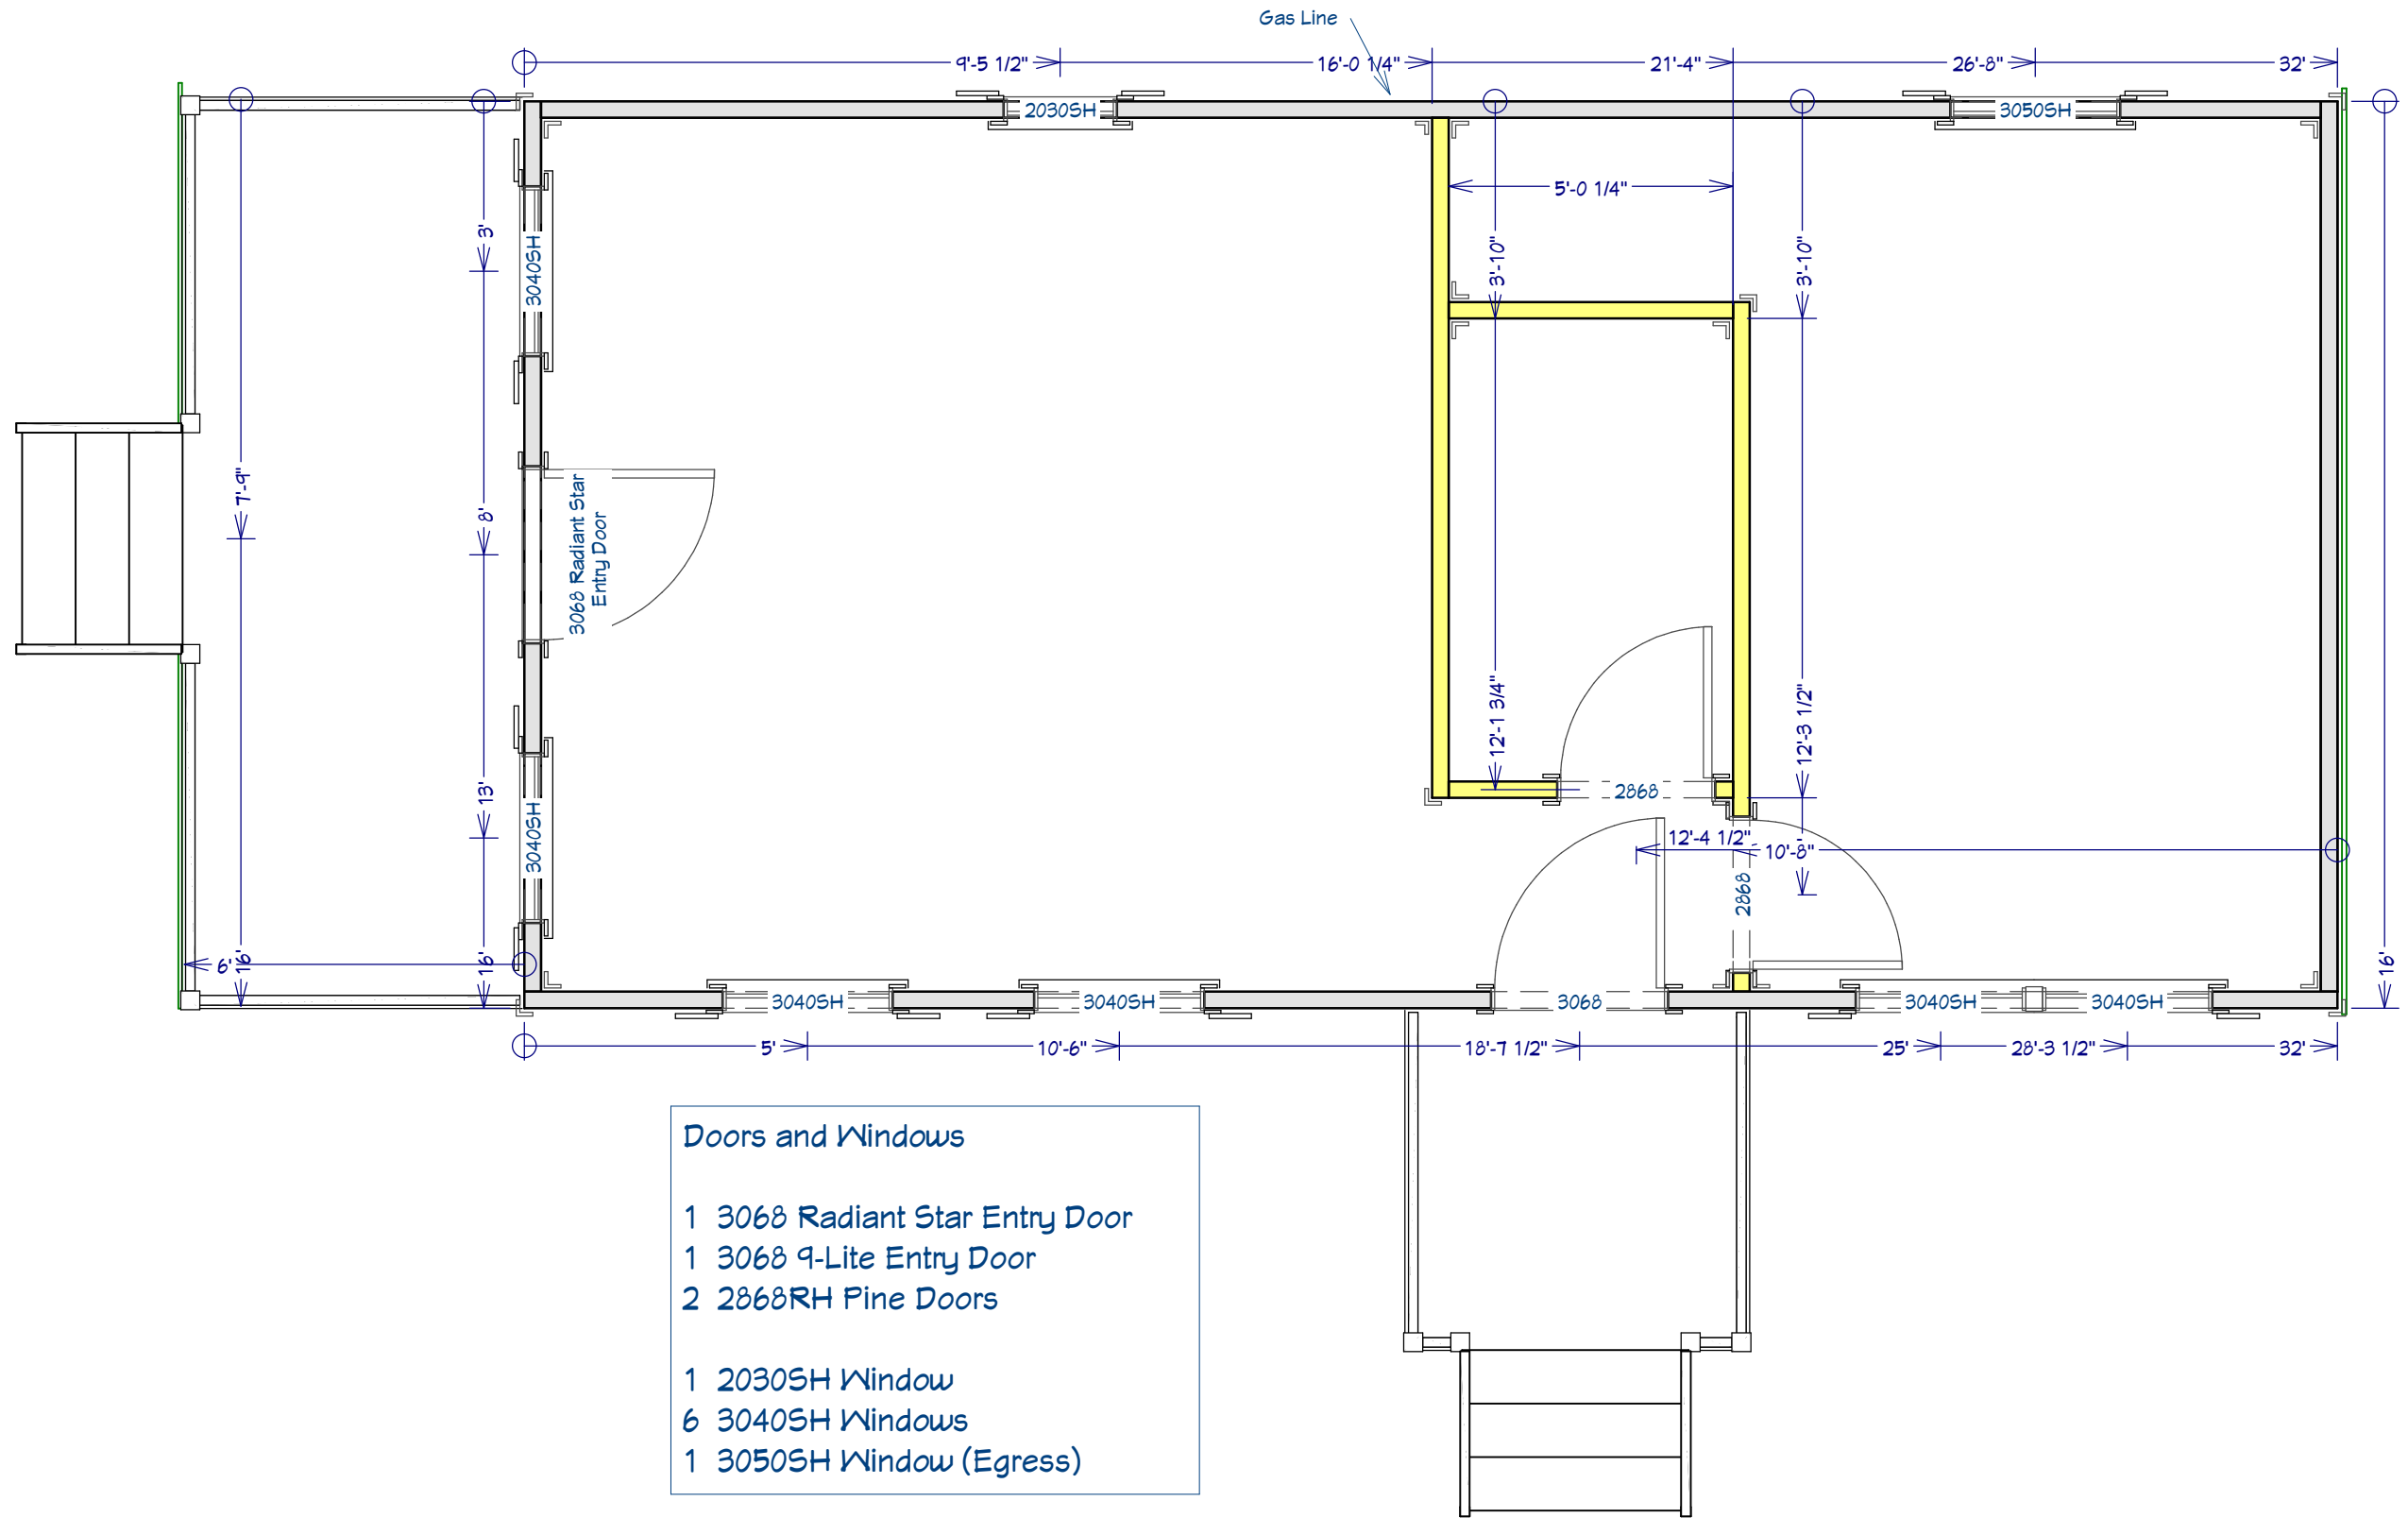 Gas Line
9'-5 1/2"
16'-0 1/4"
21'-4"
26'-8"
32'
2030SH
3050SH
5'-0 1/4"
3'
3040SH
3'-10"
3'-10"
7'-9"
8'
3068 Radiant Star
Entry Door
12'-1 3/4"
12'-3 1/2"
13'
3040SH
2868
12'-4 1/2"
10'-8"
2868
6'
16'
16'
16'
3040SH
3040SH
3068
3040SH
3040SH
5'
10'-6"
18'-7 1/2"
25'
28'-3 1/2"
32'
Doors and Windows
1 3068 Radiant Star Entry Door
1 3068 9-Lite Entry Door
2 2868RH Pine Doors
1 2030SH Window
6 3040SH Windows
1 3050SH Window (Egress)